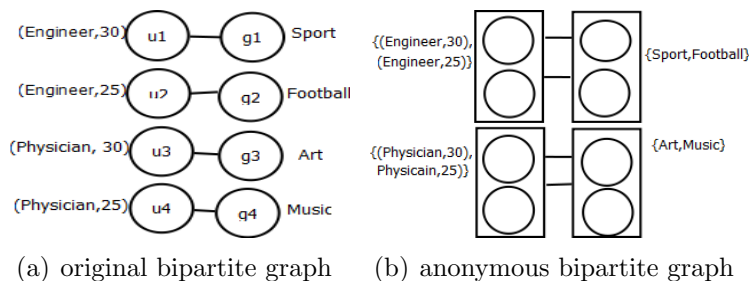 (Engineer,30) u1 g1 Sport
(Engineer,25) u2 g2 Football
(Physician, 30) u3 g3 Art
(Physician,25) u4 g4 Music
(a) original bipartite graph
{(Engineer,30),
(Engineer,25)}
{Sport,Football}
{(Physician,30),
Physicain,25)}
{Art,Music}
(b) anonymous bipartite graph